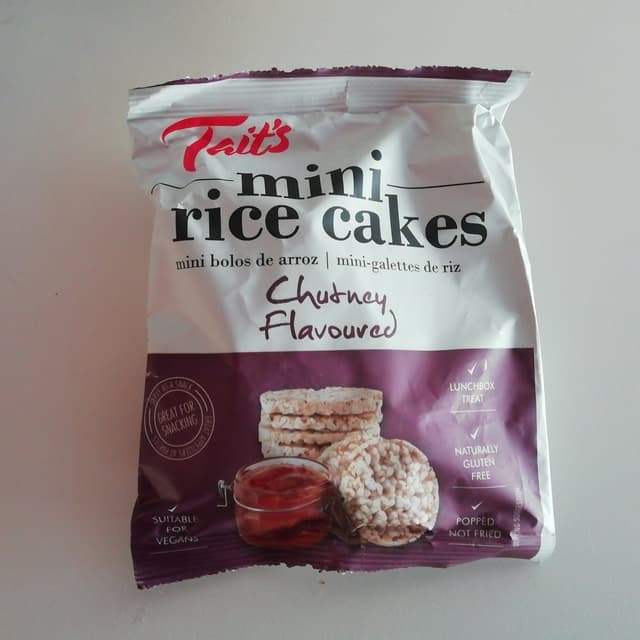 Tait's
mini
rice cakes
mini bolos de arroz | mini-galettes de riz
Chutney
Flavoured
GREAT FOR
SNACKING
✓
LUNCHBOX
TREAT
✓
NATURALLY
GLUTEN
FREE
✓
POPPED
NOT FRIED
✓
SUITABLE
FOR
VEGANS